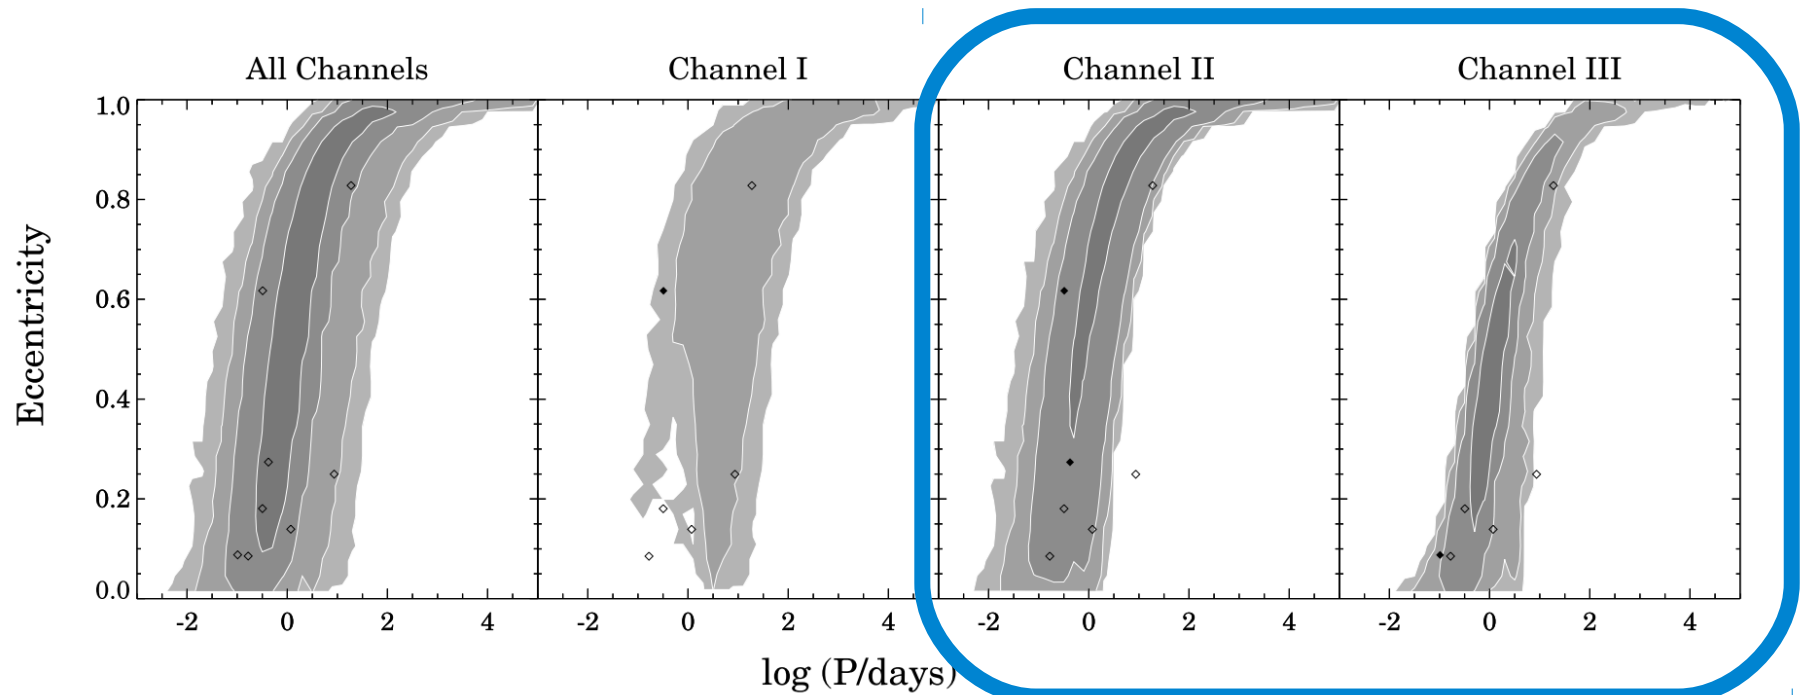 All Channels Channel I Channel II Channel III
1.0
0.8
0.6
0.4
0.2
0.0
Eccentricity
-2 0 2 4 -2 0 2 4 -2 0 2 4 -2 0 2 4
log (P/days)